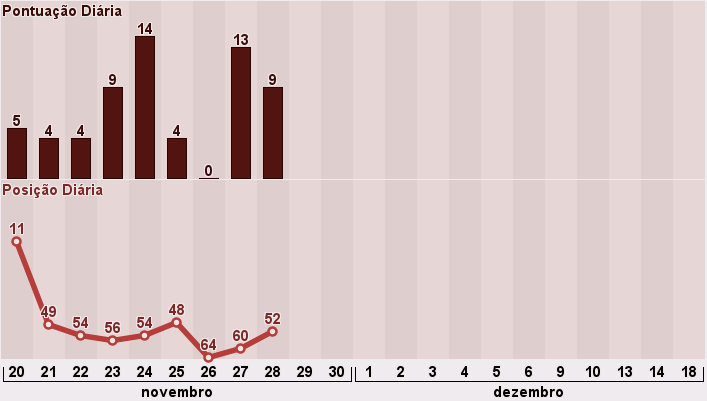 Pontuação Diária
5 4 4 9 14 4 0 13 9
Posição Diária
11 49 54 56 54 48 64 60 52
20 21 22 23 24 25 26 27 28 29 30 1 2 3 4 5 6 9 10 13 14 18
novembro dezembro